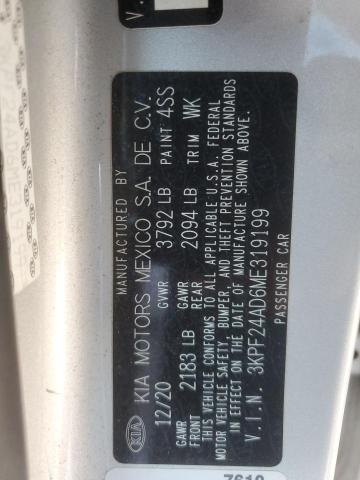 MANUFACTURED BY
KIA KIA MOTORS MEXICO S.A. DE C.V.
12/20 GVWR 3792 LB PAINT 4SS
GAWR FRONT 2183 LB GAWR REAR 2094 LB TRIM WK
THIS VEHICLE CONFORMS TO ALL APPLICABLE U.S.A. FEDERAL
MOTOR VEHICLE SAFETY, BUMPER, AND THEFT PREVENTION STANDARDS
IN EFFECT ON THE DATE OF MANUFACTURE SHOWN ABOVE.
V.I.N. 3KPF24AD6ME319199
PASSENGER CAR